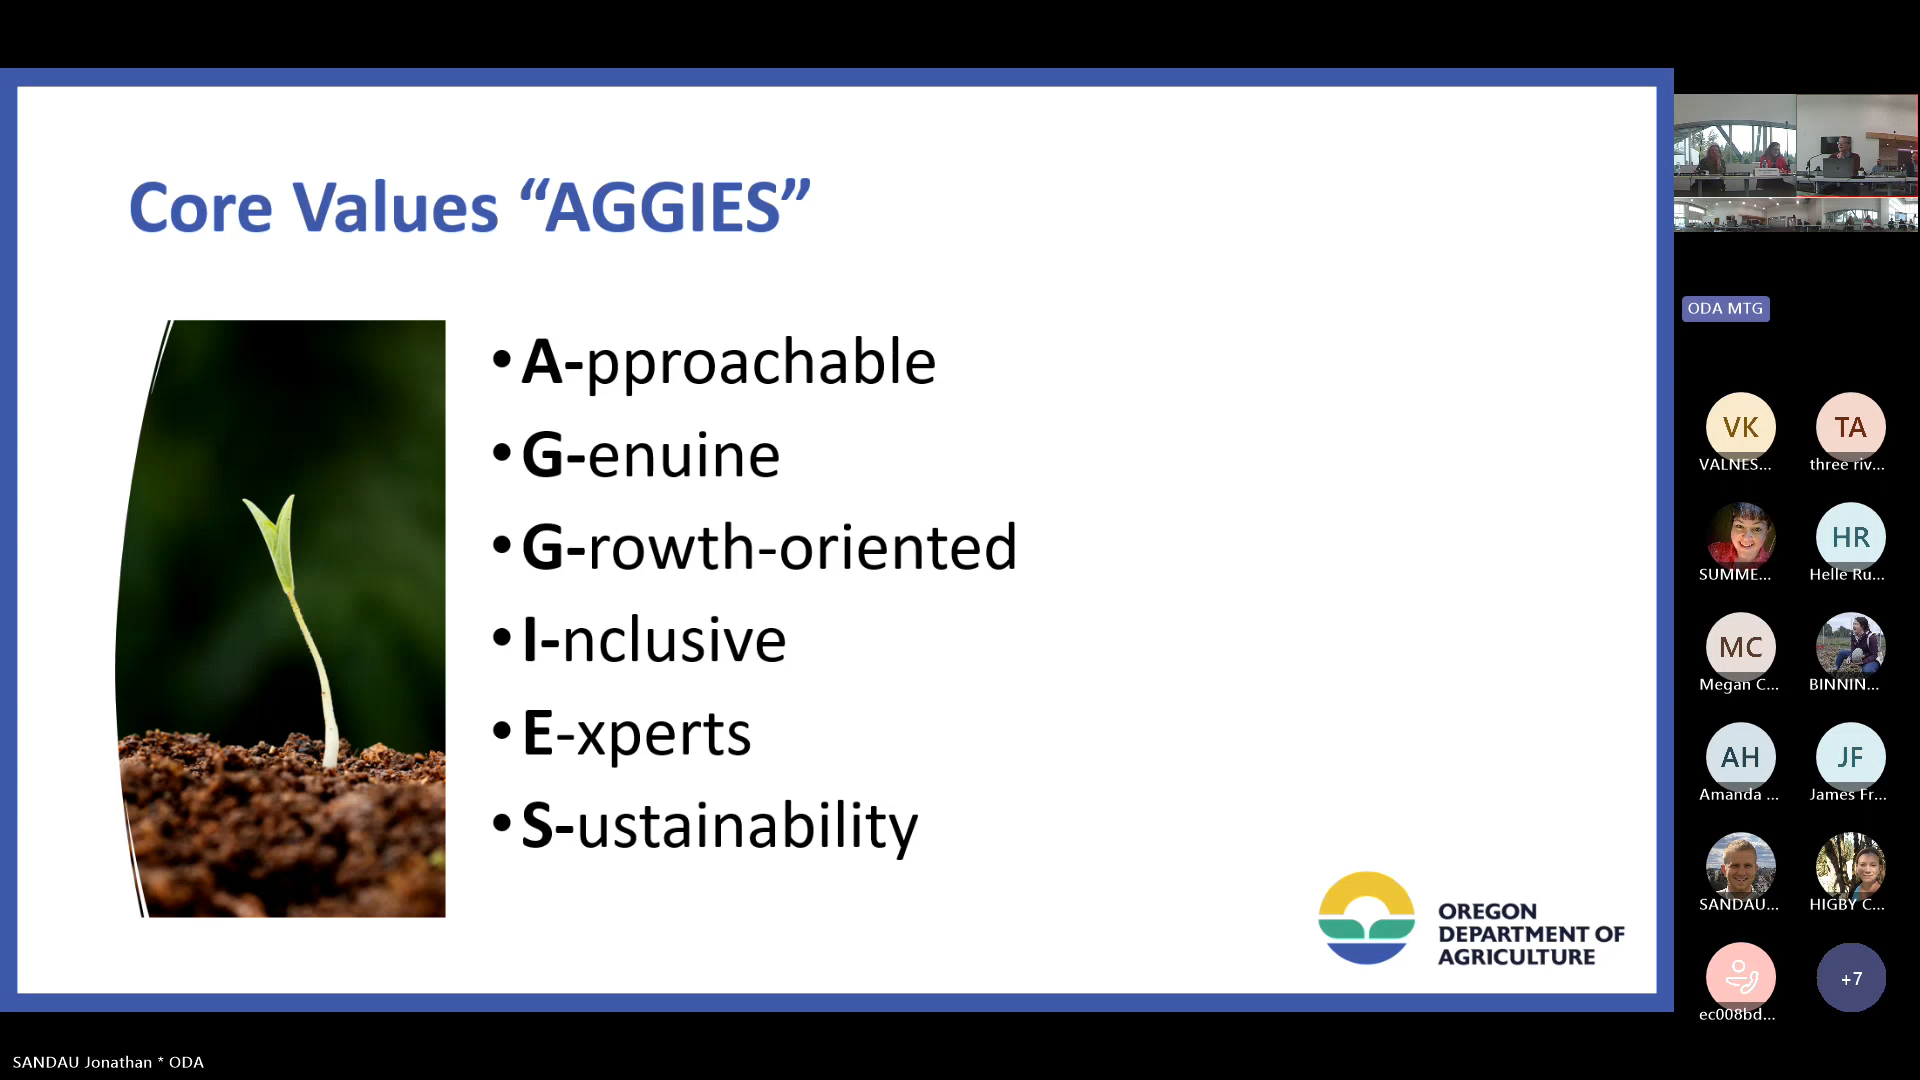 Core Values “AGGIES”
• A-pproachable
• G-enuine
• G-rowth-oriented
• I-nclusive
• E-xperts
• S-ustainability
OREGON
DEPARTMENT OF
AGRICULTURE
ODA MTG
VK
VALNES...
TA
three riv...
SUMME...
HR
Helle Ru...
MC
Megan C...
BINNIN...
AH
Amanda ...
JF
James Fr...
SANDAU...
HIGBY C...
ec008bd...
+7
SANDAU Jonathan * ODA